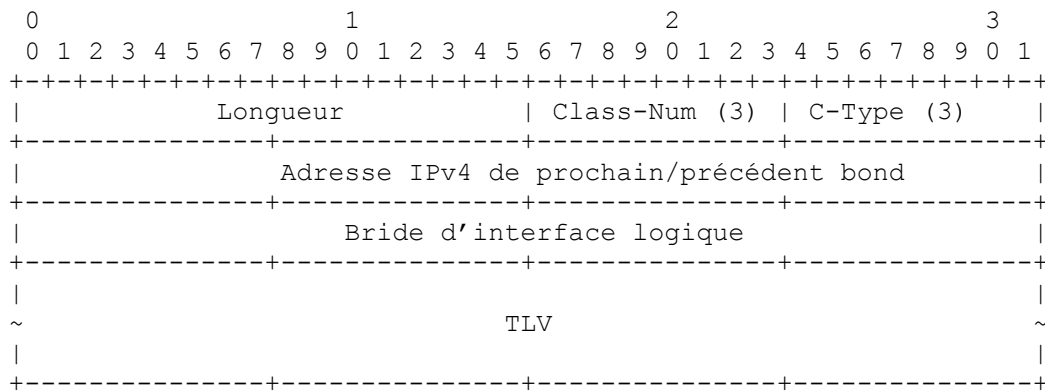 0                   1                   2                   3
 0 1 2 3 4 5 6 7 8 9 0 1 2 3 4 5 6 7 8 9 0 1 2 3 4 5 6 7 8 9 0 1
+-+-+-+-+-+-+-+-+-+-+-+-+-+-+-+-+-+-+-+-+-+-+-+-+-+-+-+-+-+-+-+-+
|            Longueur           | Class-Num (3) | C-Type (3)    |
+---------------+---------------+---------------+---------------+
|                Adresse IPv4 de prochain/précédent bond        |
+---------------+---------------+---------------+---------------+
|                    Bride d’interface logique                  |
+---------------+---------------+---------------+---------------+
|                                                               |
~                              TLV                              ~
|                                                               |
+---------------+---------------+---------------+---------------+